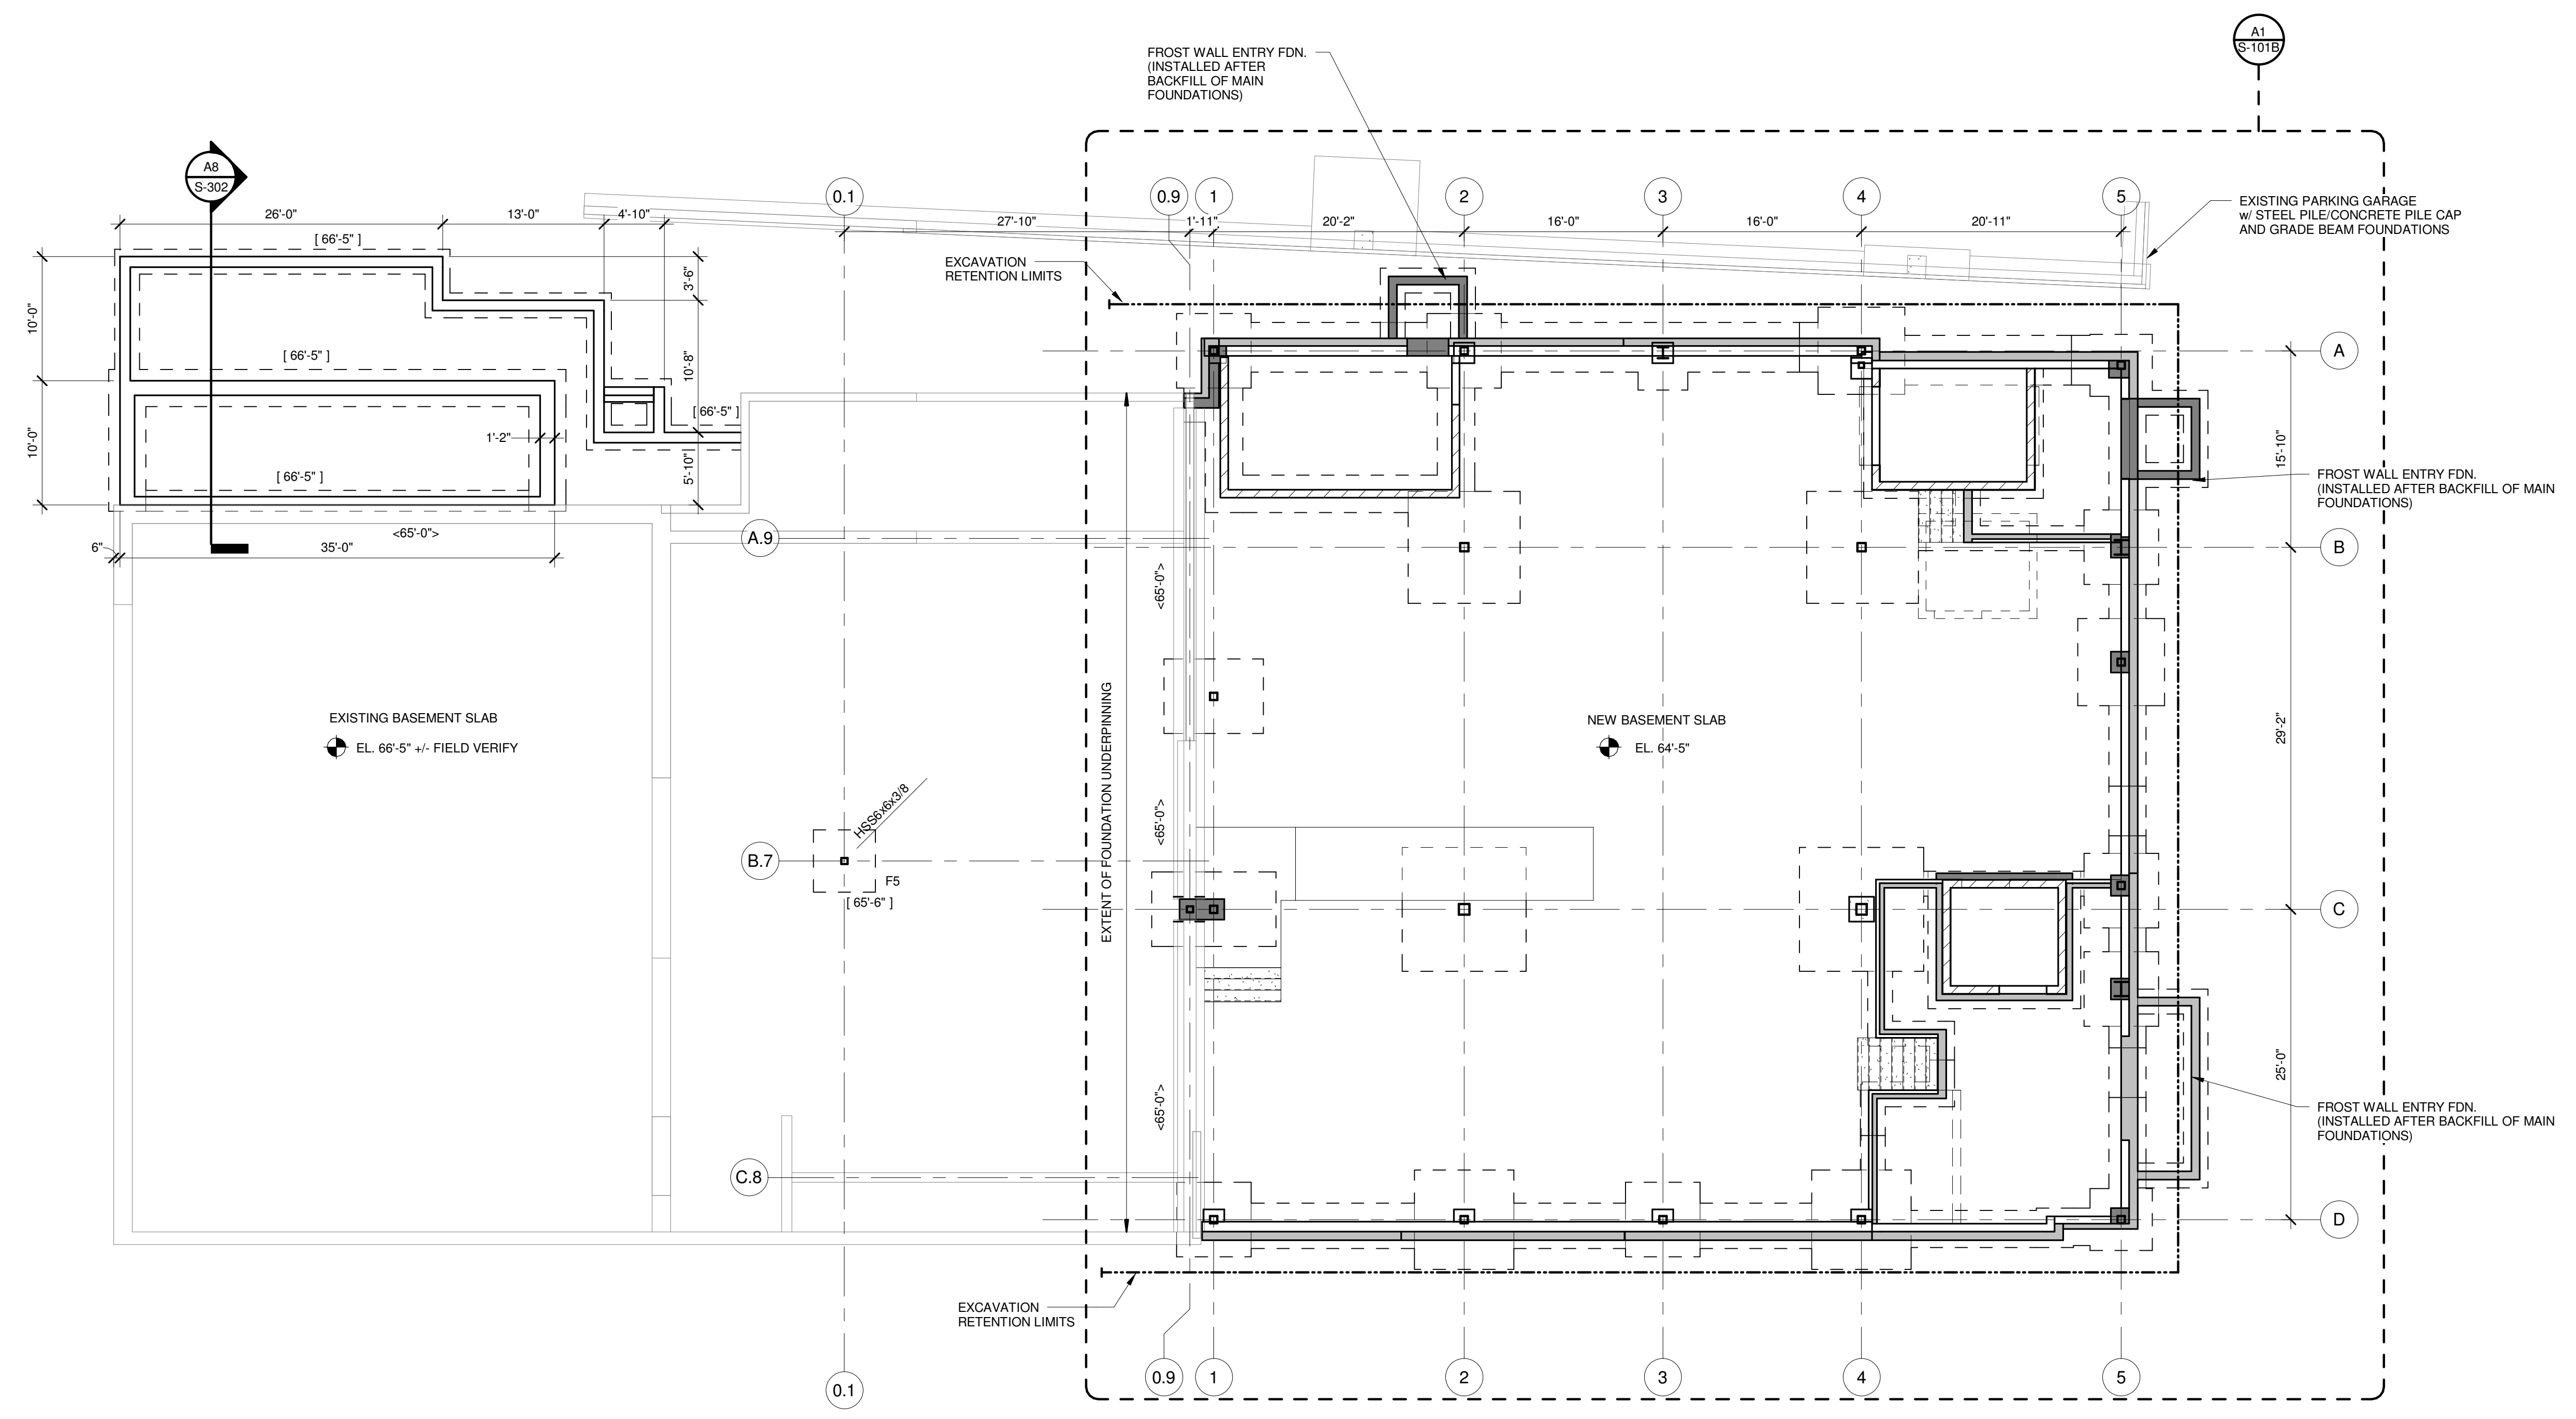 A1
S-101B
FROST WALL ENTRY FDN.
(INSTALLED AFTER
BACKFILL OF MAIN
FOUNDATIONS)
A8
S-302
0.1
0.9
1
2
3
4
5
EXISTING PARKING GARAGE
w/ STEEL PILE/CONCRETE PILE CAP
AND GRADE BEAM FOUNDATIONS
26'-0"
13'-0"
4'-10"
27'-10"
1'-11"
20'-2"
16'-0"
16'-0"
20'-11"
[ 66'-5" ]
EXCAVATION
RETENTION LIMITS
3'-6"
10'-0"
[ 66'-5" ]
10'-8"
A
[ 66'-5" ]
10'-0"
1'-2"
[ 66'-5" ]
5'-10"
15'-10"
FROST WALL ENTRY FDN.
(INSTALLED AFTER BACKFILL OF MAIN
FOUNDATIONS)
<65'-0">
6"
35'-0"
A.9
B
<65'-0">
EXISTING BASEMENT SLAB
EL. 66'-5" +/- FIELD VERIFY
NEW BASEMENT SLAB
EL. 64'-5"
29'-2"
EXTENT OF FOUNDATION UNDERPINNING
HSS6x6x3/8
<65'-0">
B.7
F5
[ 65'-6" ]
C
25'-0"
<65'-0">
FROST WALL ENTRY FDN.
(INSTALLED AFTER BACKFILL OF MAIN
FOUNDATIONS)
C.8
D
EXCAVATION
RETENTION LIMITS
0.1
0.9
1
2
3
4
5